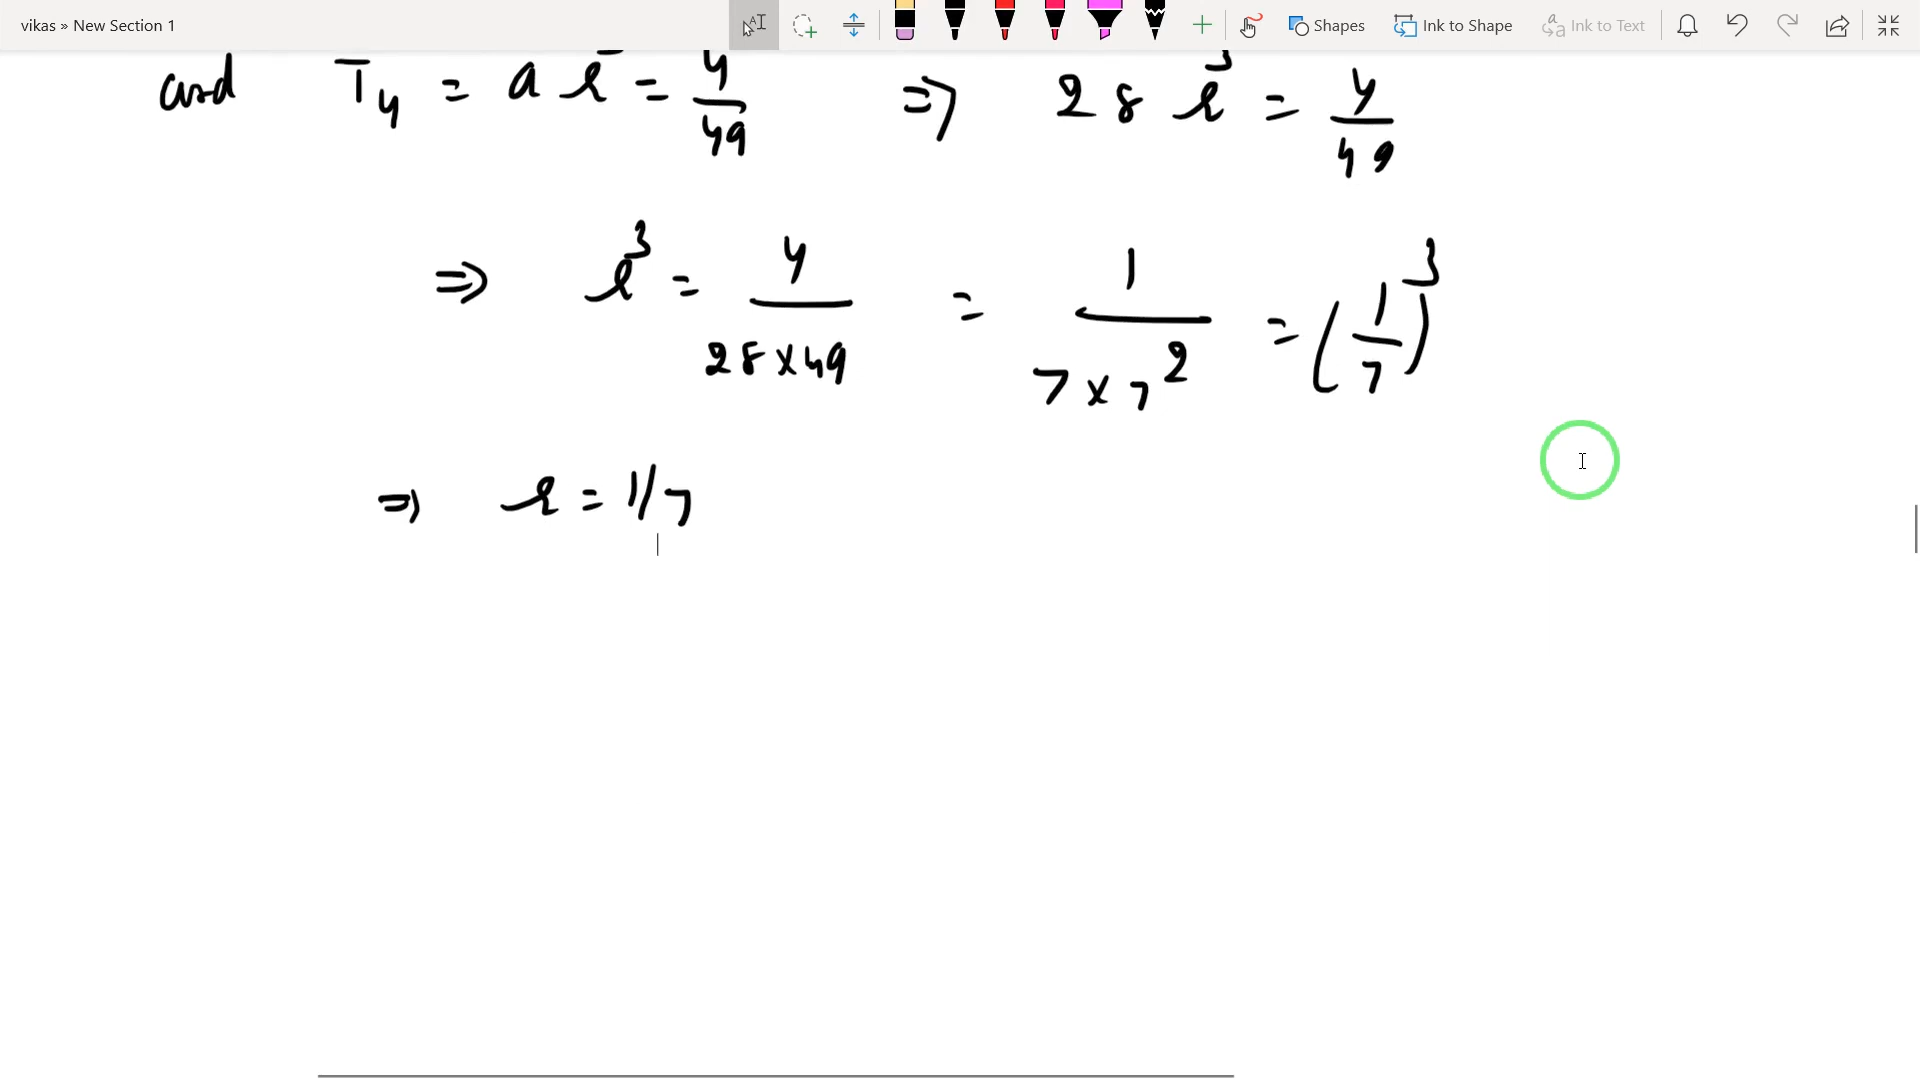 vikas » New Section 1 Shapes Ink to Shape Ink to Text
and T₄ = a r³ = 4/49 ⇒ 28 r³ = 4/49
⇒ r³ = 4/(28×49) = 1/(7×7²) = (1/7)³
⇒ r = 1/7